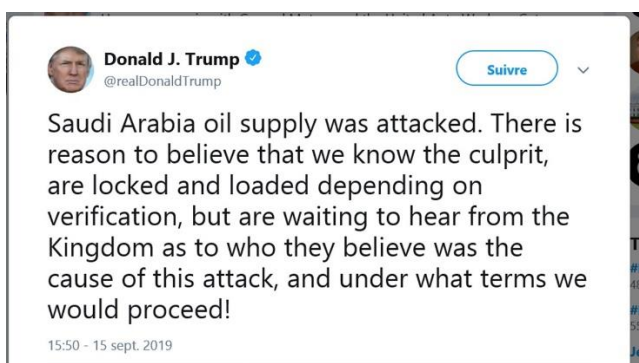 Donald J. Trump
@realDonaldTrump
Suivre
Saudi Arabia oil supply was attacked. There is
reason to believe that we know the culprit,
are locked and loaded depending on
verification, but are waiting to hear from the
Kingdom as to who they believe was the
cause of this attack, and under what terms we
would proceed!
15:50 - 15 sept. 2019